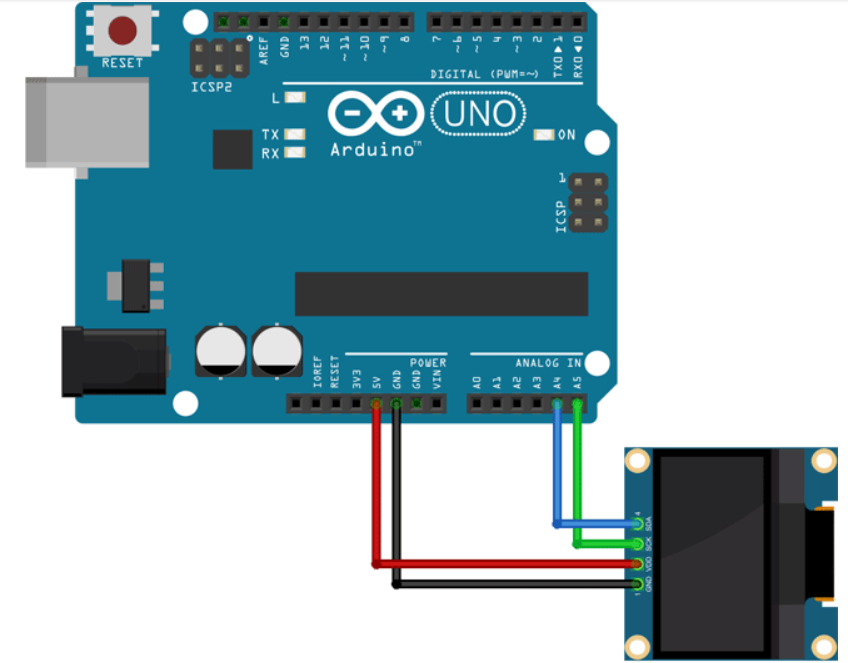 RESET
ICSP2
AREF
GND
13
12
~11
~10
~9
8
7
~6
~5
4
~3
2
TX0▶1
RX0◀0
DIGITAL (PWM=~)
L
TX
RX
UNO
Arduino™
ON
1
ICSP
POWER
ANALOG IN
IOREF
RESET
3V3
5V
GND
GND
VIN
A0
A1
A2
A3
A4
A5
4
SDA
SCK
VDD
GND
1